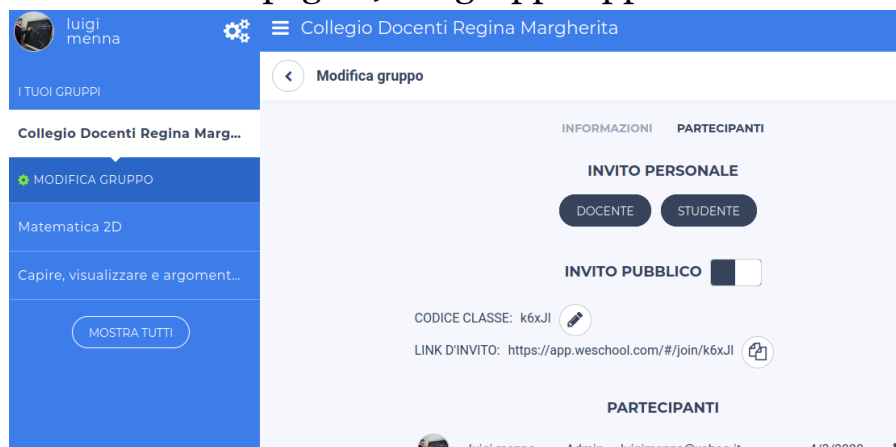 luigi
menna
Collegio Docenti Regina Margherita
Modifica gruppo
I TUOI GRUPPI
Collegio Docenti Regina Marg...
MODIFICA GRUPPO
Matematica 2D
Capire, visualizzare e argoment...
MOSTRA TUTTI
INFORMAZIONI PARTECIPANTI
INVITO PERSONALE
DOCENTE STUDENTE
INVITO PUBBLICO
CODICE CLASSE: k6xJI
LINK D'INVITO: https://app.weschool.com/#/join/k6xJI
PARTECIPANTI